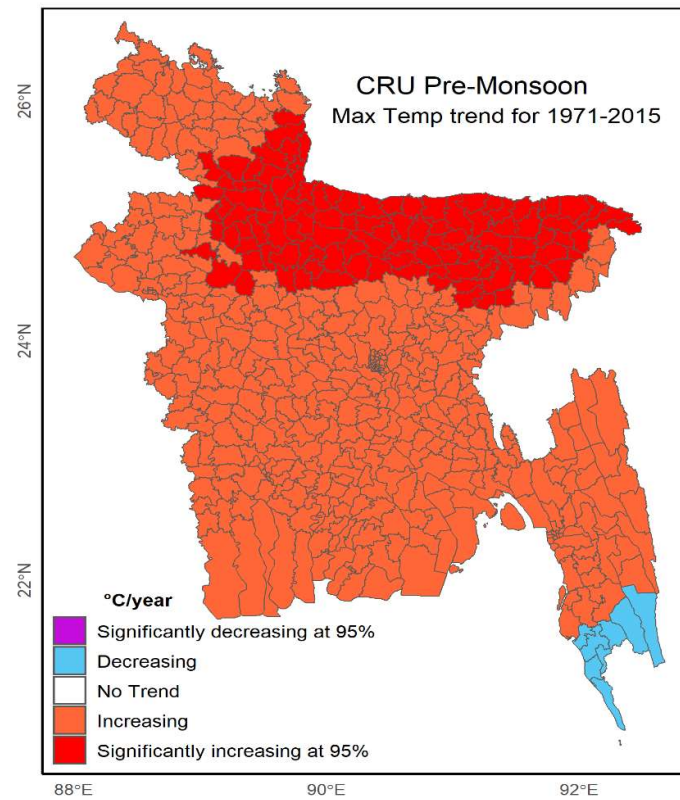 CRU Pre-Monsoon
Max Temp trend for 1971-2015
26°N
24°N
22°N
°C/year
Significantly decreasing at 95%
Decreasing
No Trend
Increasing
Significantly increasing at 95%
88°E
90°E
92°E